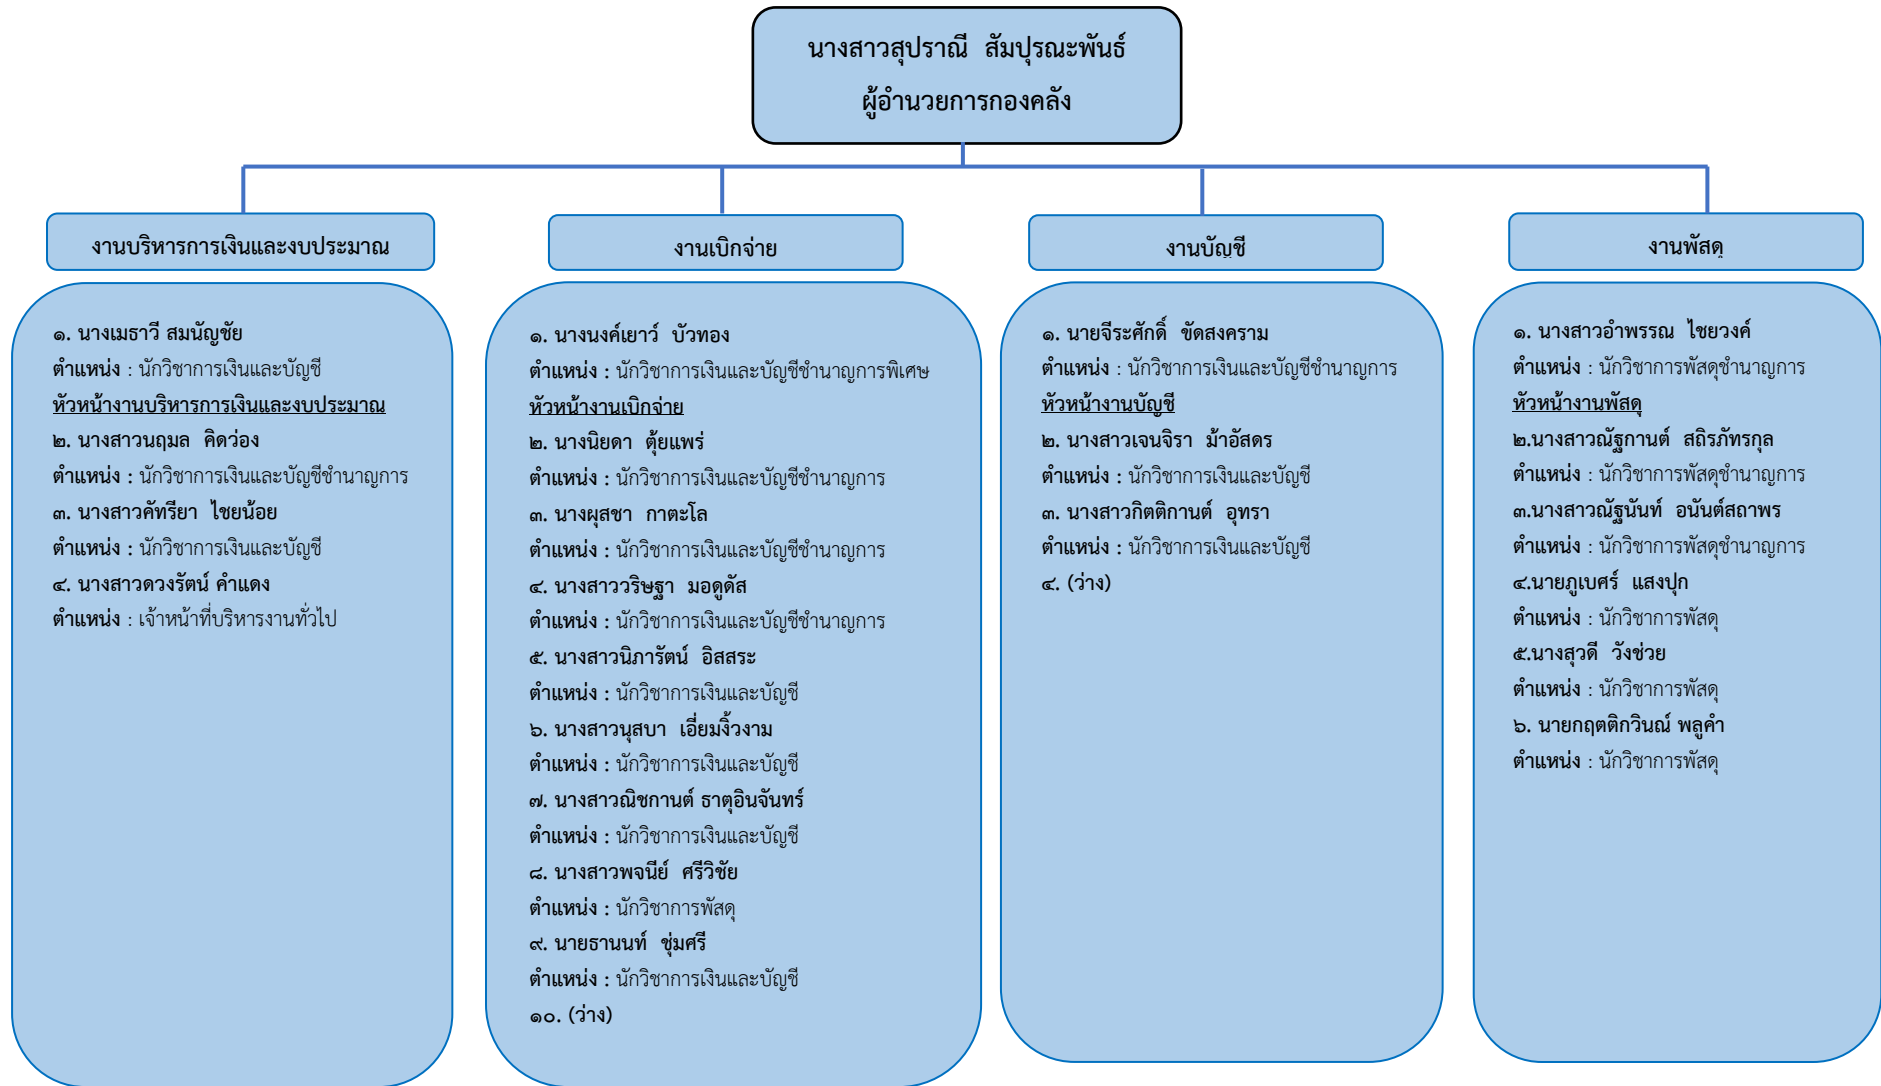 นางสาวสุปราณี สัมปุรณะพันธ์
ผู้อำนวยการกองคลัง
งานบริหารการเงินและงบประมาณ
๑. นางเมธาวี สมนัญชัย
ตำแหน่ง : นักวิชาการเงินและบัญชี
หัวหน้างานบริหารการเงินและงบประมาณ
๒. นางสาวนฤมล คิดว่อง
ตำแหน่ง : นักวิชาการเงินและบัญชีชำนาญการ
๓. นางสาวคัทรียา ไชยน้อย
ตำแหน่ง : นักวิชาการเงินและบัญชี
๔. นางสาวดวงรัตน์ คำแดง
ตำแหน่ง : เจ้าหน้าที่บริหารงานทั่วไป
งานเบิกจ่าย
๑. นางนงค์เยาว์ บัวทอง
ตำแหน่ง : นักวิชาการเงินและบัญชีชำนาญการพิเศษ
หัวหน้างานเบิกจ่าย
๒. นางนิยดา ตุ้ยแพร่
ตำแหน่ง : นักวิชาการเงินและบัญชีชำนาญการ
๓. นางผุสชา กาตะโล
ตำแหน่ง : นักวิชาการเงินและบัญชีชำนาญการ
๔. นางสาววริษฐา มอดูดัส
ตำแหน่ง : นักวิชาการเงินและบัญชีชำนาญการ
๕. นางสาวนิภารัตน์ อิสสระ
ตำแหน่ง : นักวิชาการเงินและบัญชี
๖. นางสาวนุสบา เอี่ยมงิ้วงาม
ตำแหน่ง : นักวิชาการเงินและบัญชี
๗. นางสาวณิชกานต์ ธาตุอินจันทร์
ตำแหน่ง : นักวิชาการเงินและบัญชี
๘. นางสาวพจนีย์ ศรีวิชัย
ตำแหน่ง : นักวิชาการพัสดุ
๙. นายธานนท์ ชุ่มศรี
ตำแหน่ง : นักวิชาการเงินและบัญชี
๑๐. (ว่าง)
งานบัญชี
๑. นายจีระศักดิ์ ขัดสงคราม
ตำแหน่ง : นักวิชาการเงินและบัญชีชำนาญการ
หัวหน้างานบัญชี
๒. นางสาวเจนจิรา ม้าอัสดร
ตำแหน่ง : นักวิชาการเงินและบัญชี
๓. นางสาวกิตติกานต์ อุทรา
ตำแหน่ง : นักวิชาการเงินและบัญชี
๔. (ว่าง)
งานพัสดุ
๑. นางสาวอำพรรณ ไชยวงค์
ตำแหน่ง : นักวิชาการพัสดุชำนาญการ
หัวหน้างานพัสดุ
๒.นางสาวณัฐกานต์ สถิรภัทรกุล
ตำแหน่ง : นักวิชาการพัสดุชำนาญการ
๓.นางสาวณัฐนันท์ อนันต์สถาพร
ตำแหน่ง : นักวิชาการพัสดุชำนาญการ
๔.นายภูเบศร์ แสงปุก
ตำแหน่ง : นักวิชาการพัสดุ
๕.นางสุวดี วังช่วย
ตำแหน่ง : นักวิชาการพัสดุ
๖. นายกฤตติกวินณ์ พลูคำ
ตำแหน่ง : นักวิชาการพัสดุ